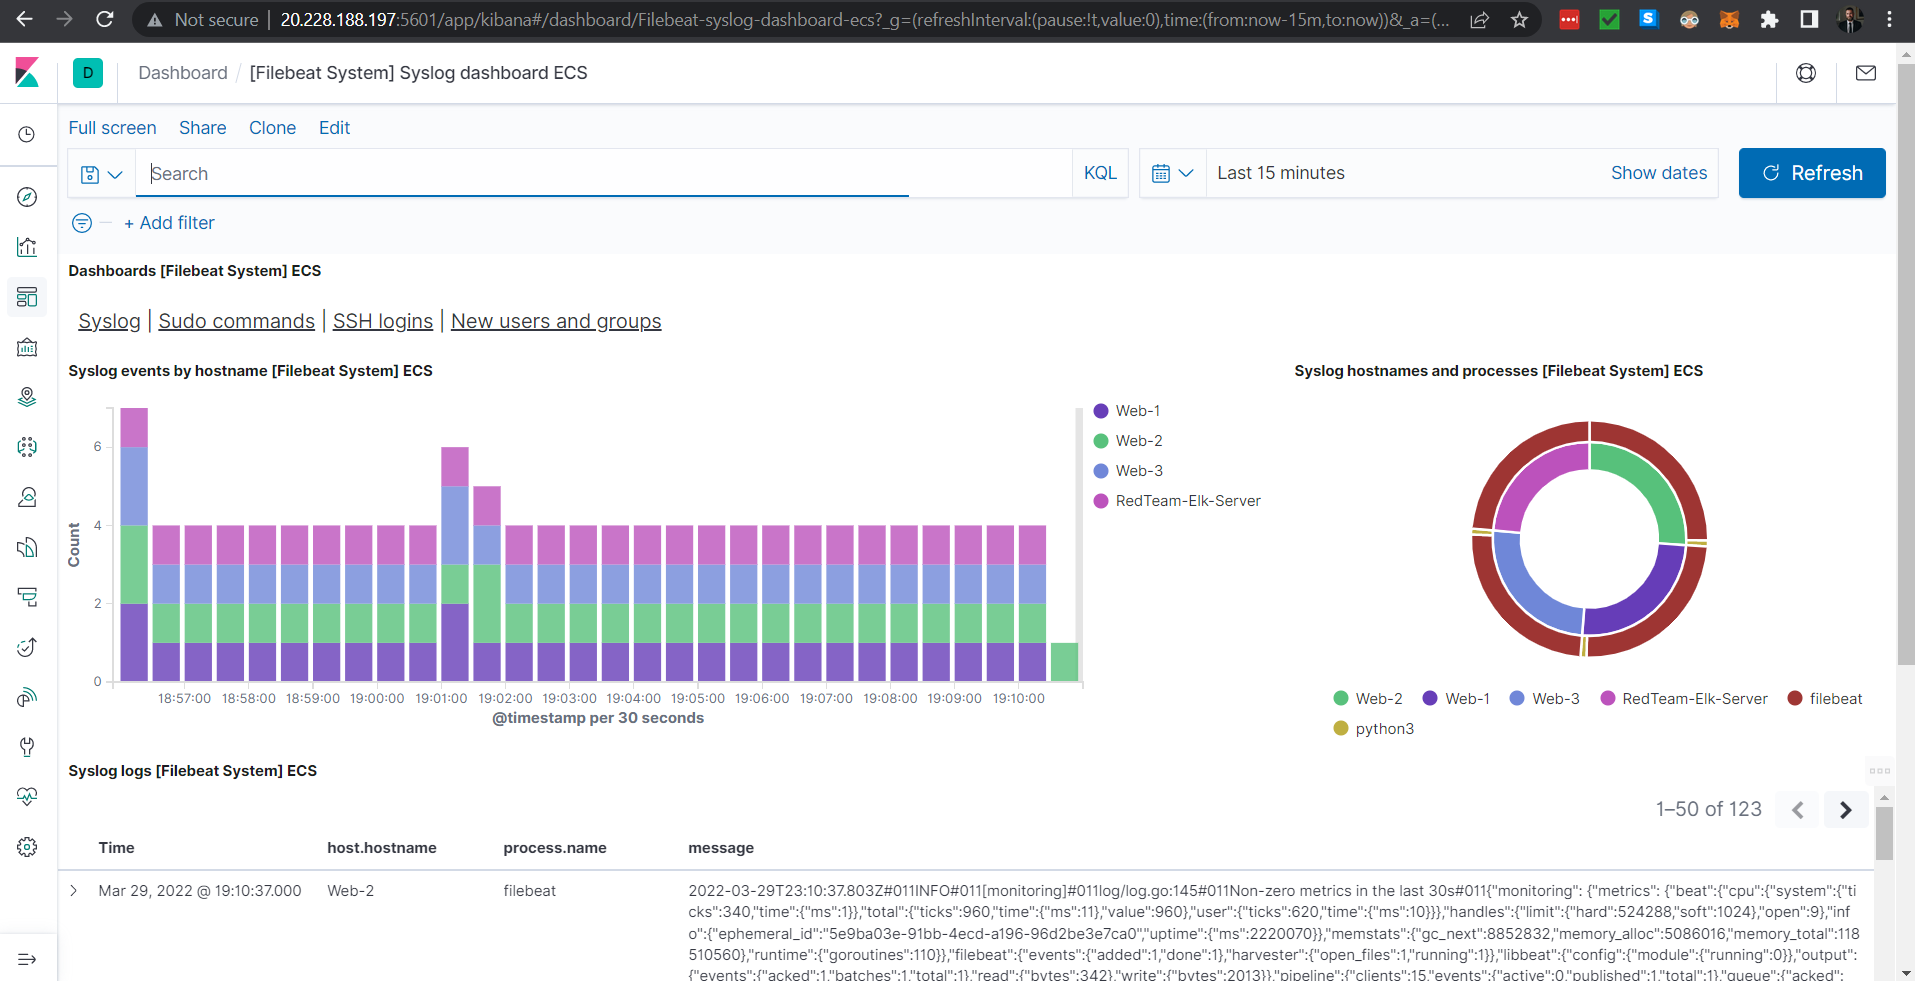 Not secure | 20.228.188.197:5601/app/kibana#/dashboard/Filebeat-syslog-dashboard-ecs?_g=(refreshInterval:(pause:!t,value:0),time:(from:now-15m,to:now))&_a=(...
D
Dashboard / [Filebeat System] Syslog dashboard ECS
Full screen Share Clone Edit
Search KQL Last 15 minutes Show dates Refresh
+ Add filter
Dashboards [Filebeat System] ECS
Syslog | Sudo commands | SSH logins | New users and groups
Syslog events by hostname [Filebeat System] ECS
6
4
2
0
Count
18:57:00 18:58:00 18:59:00 19:00:00 19:01:00 19:02:00 19:03:00 19:04:00 19:05:00 19:06:00 19:07:00 19:08:00 19:09:00 19:10:00
@timestamp per 30 seconds
Web-1
Web-2
Web-3
RedTeam-Elk-Server
Syslog hostnames and processes [Filebeat System] ECS
Web-2 Web-1 Web-3 RedTeam-Elk-Server filebeat
python3
Syslog logs [Filebeat System] ECS
1–50 of 123
Time host.hostname process.name message
Mar 29, 2022 @ 19:10:37.000 Web-2 filebeat 2022-03-29T23:10:37.803Z#011INFO#011[monitoring]#011log/log.go:145#011Non-zero metrics in the last 30s#011{"monitoring": {"metrics": {"beat":{"cpu":{"system":{"ti
cks":340,"time":{"ms":1}},"total":{"ticks":960,"time":{"ms":11},"value":960},"user":{"ticks":620,"time":{"ms":10}}},"handles":{"limit":{"hard":524288,"soft":1024},"open":9},"inf
o":{"ephemeral_id":"5e9ba03e-91bb-4ecd-a196-96d2be3e7ca0","uptime":{"ms":2220070}},"memstats":{"gc_next":8852832,"memory_alloc":5086016,"memory_total":118
510560},"runtime":{"goroutines":110}},"filebeat":{"events":{"added":1,"done":1},"harvester":{"open_files":1,"running":1}},"libbeat":{"config":{"module":{"running":0}},"output":
{"events":{"acked":1,"batches":1,"total":1},"read":{"bytes":342},"write":{"bytes":2013}},"pipeline":{"clients":15,"events":{"active":0,"published":1,"total":1},"queue":{"acked":